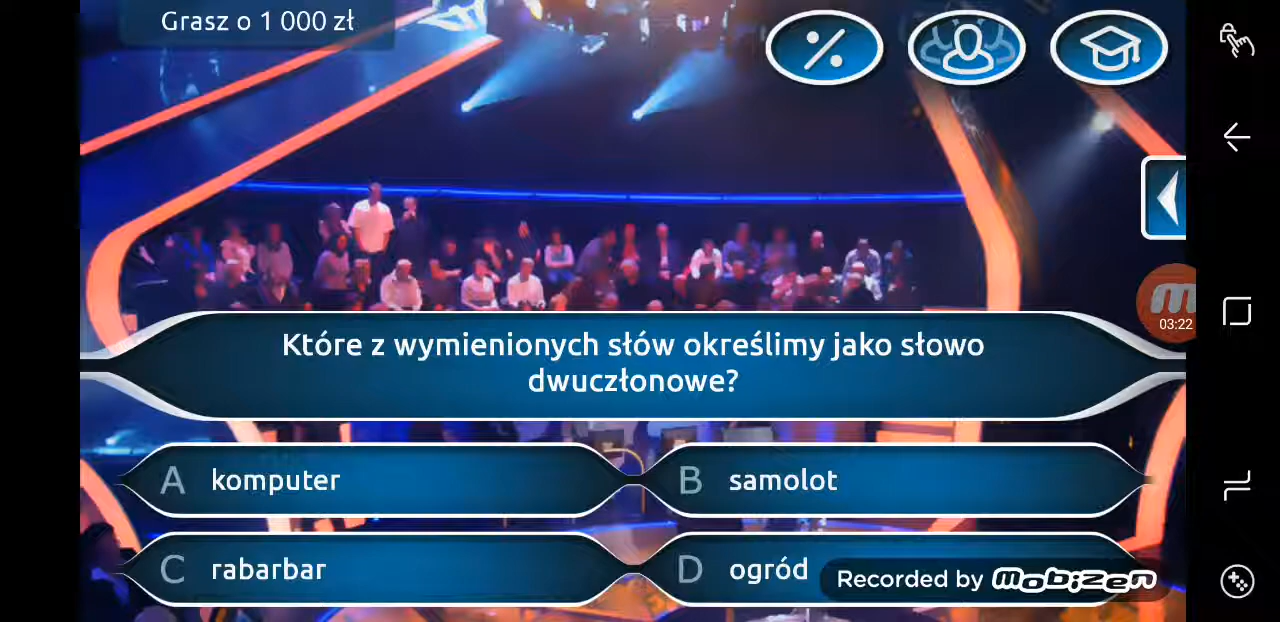 Grasz o 1 000 zł
03:22
Które z wymienionych słów określimy jako słowo
dwuczłonowe?
A komputer
B samolot
C rabarbar
D ogród
Recorded by mobizen